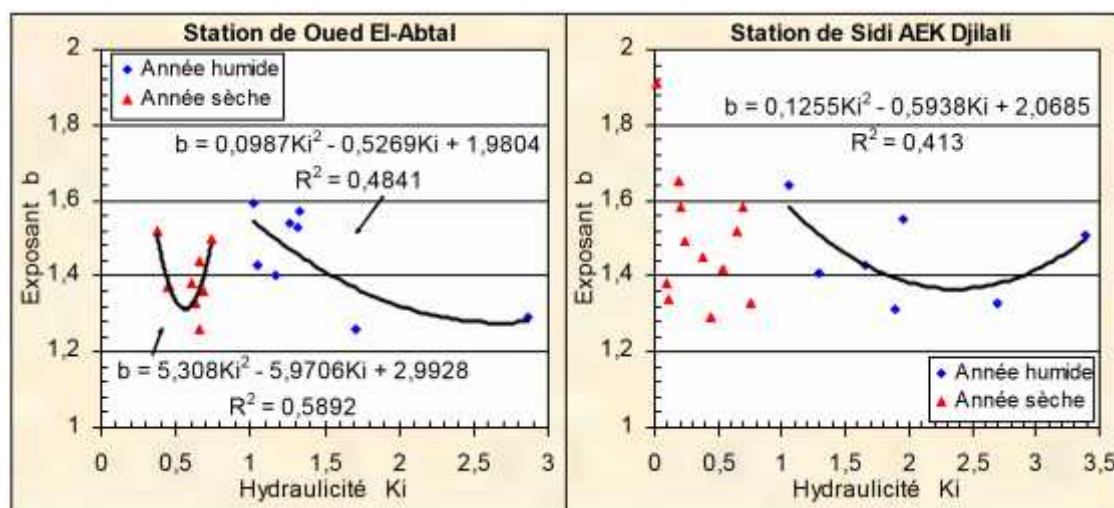 Station de Oued El-Abtal
2
1,8
1,6
1,4
1,2
1
Exposant b
Année humide
Année sèche
b = 0,0987Ki² - 0,5269Ki + 1,9804
R² = 0,4841
b = 5,308Ki² - 5,9706Ki + 2,9928
R² = 0,5892
0 0,5 1 1,5 2 2,5 3
Hydraulicité Ki
Station de Sidi AEK Djilali
2
1,8
1,6
1,4
1,2
1
Exposant b
b = 0,1255Ki² - 0,5938Ki + 2,0685
R² = 0,413
Année humide
Année sèche
0 0,5 1 1,5 2 2,5 3 3,5
Hydraulicité Ki